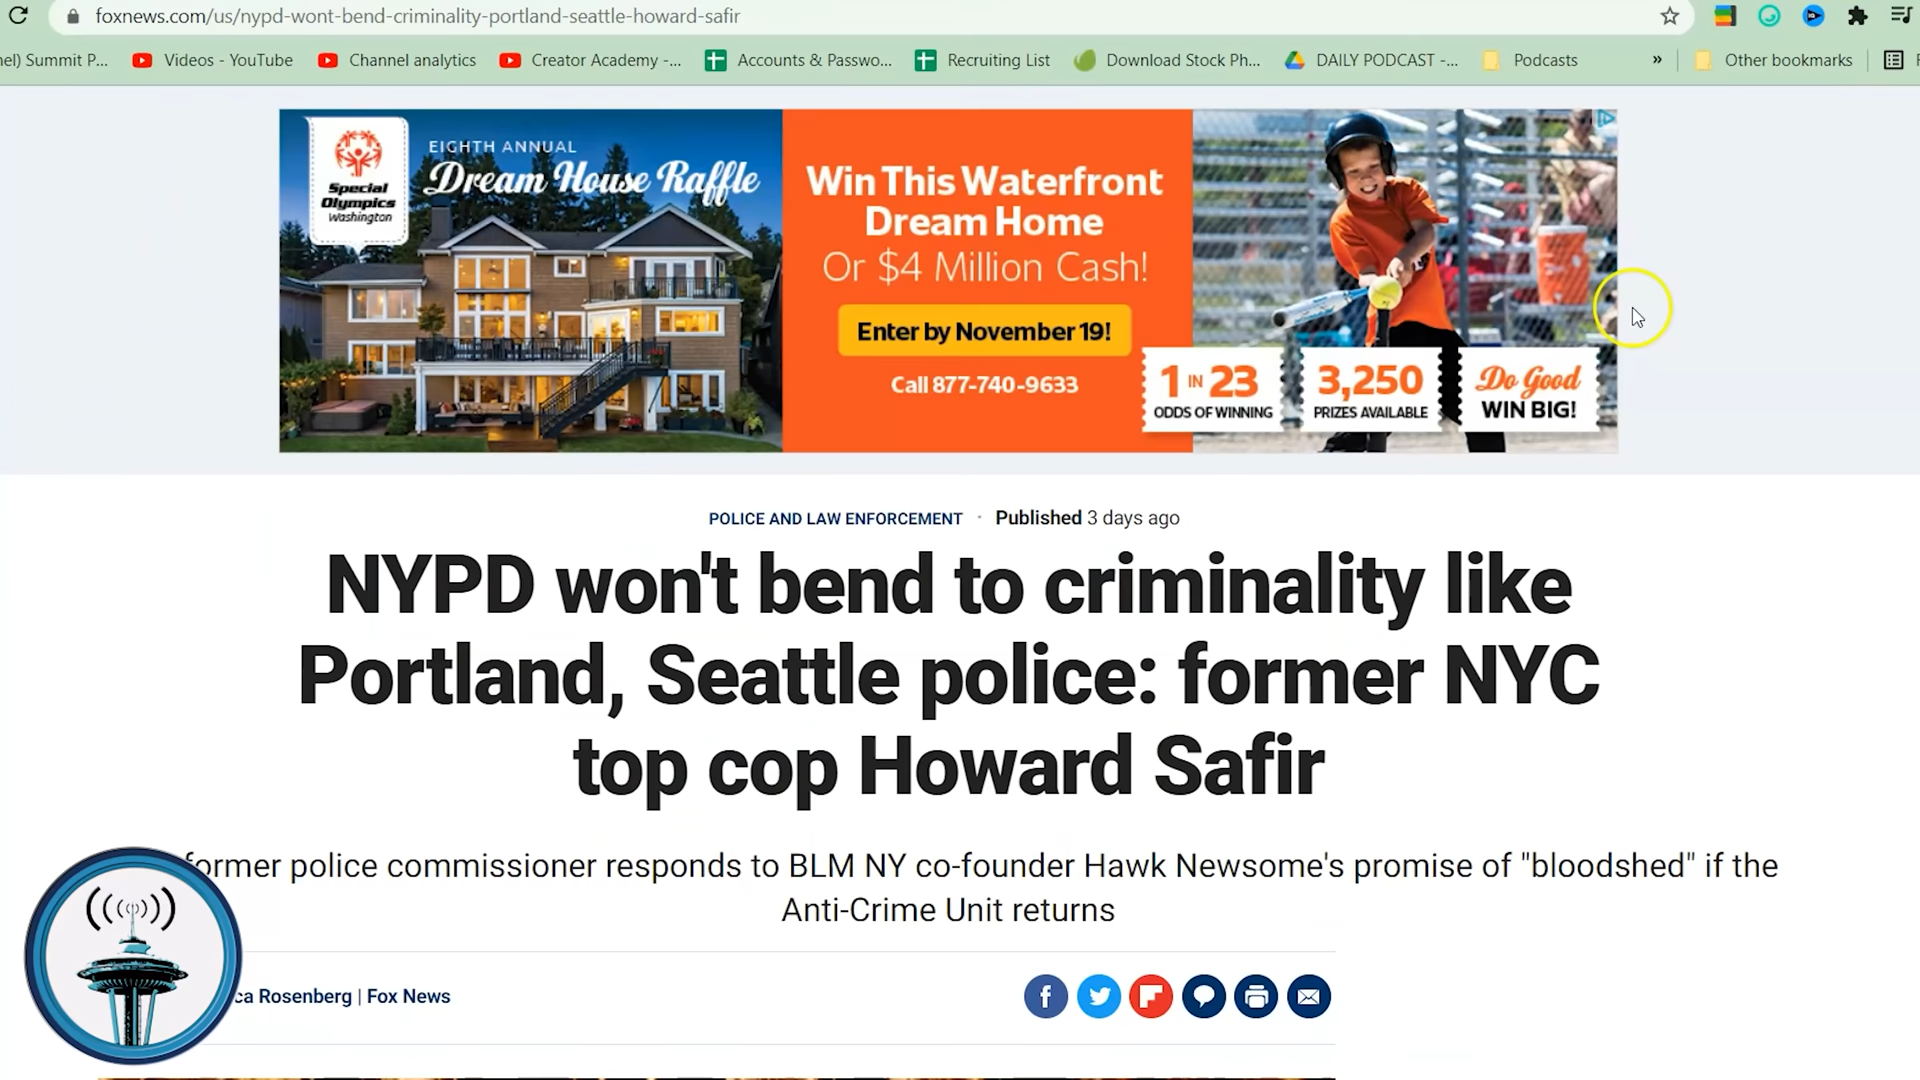 foxnews.com/us/nypd-wont-bend-criminality-portland-seattle-howard-safir
nel) Summit P... Videos - YouTube Channel analytics Creator Academy -... Accounts & Passwo... Recruiting List Download Stock Ph... DAILY PODCAST -... Podcasts » Other bookmarks
Special Olympics
Washington
EIGHTH ANNUAL
Dream House Raffle
Win This Waterfront
Dream Home
Or $4 Million Cash!
Enter by November 19!
Call 877-740-9633
1 IN 23
ODDS OF WINNING
3,250
PRIZES AVAILABLE
Do Good
WIN BIG!
POLICE AND LAW ENFORCEMENT · Published 3 days ago
NYPD won't bend to criminality like
Portland, Seattle police: former NYC
top cop Howard Safir
former police commissioner responds to BLM NY co-founder Hawk Newsome's promise of "bloodshed" if the
Anti-Crime Unit returns
ca Rosenberg | Fox News